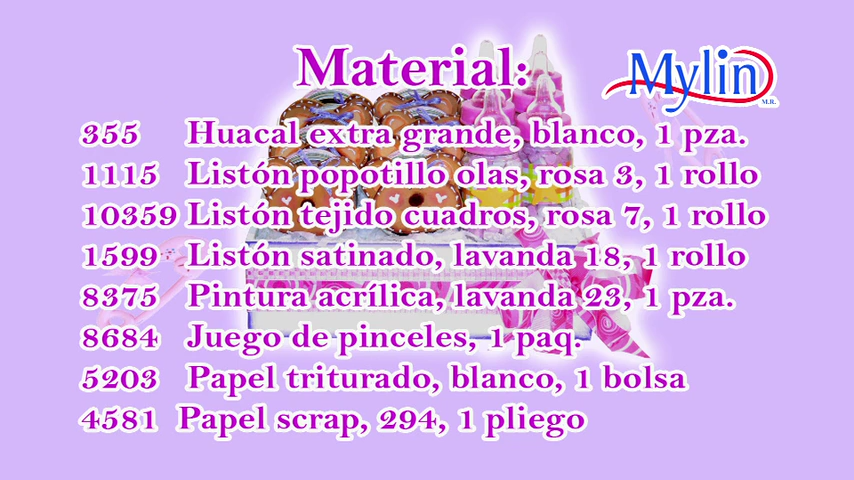 Material:
Mylin
M.R.
355 Huacal extra grande, blanco, 1 pza.
1115 Listón popotillo olas, rosa 3, 1 rollo
10359 Listón tejido cuadros, rosa 7, 1 rollo
1599 Listón satinado, lavanda 18, 1 rollo
8375 Pintura acrílica, lavanda 23, 1 pza.
8684 Juego de pinceles, 1 paq.
5203 Papel triturado, blanco, 1 bolsa
4581 Papel scrap, 294, 1 pliego